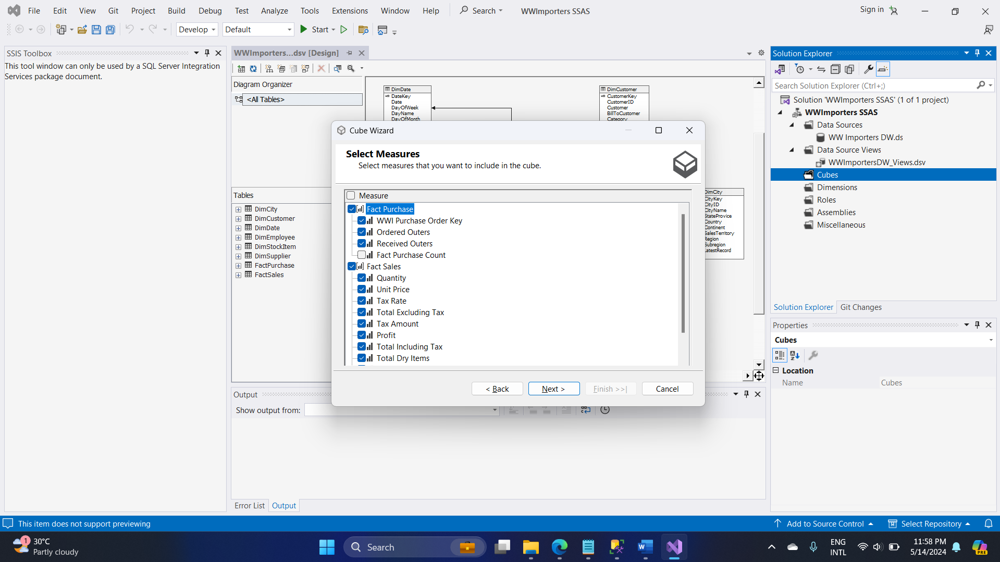 File Edit View Git Project Build Debug Test Analyze Tools Extensions Window Help Search WWImporters SSAS Sign in
Develop Default Start
SSIS Toolbox
This tool window can only be used by a SQL Server Integration
Services package document.
WWImporters...dsv [Design]
Diagram Organizer
<All Tables>
Tables
DimCity
DimCustomer
DimDate
DimEmployee
DimStockItem
DimSupplier
FactPurchase
FactSales
DimDate
DateKey
Date
DayOfWeek
DayName
DayOfMonth
DimCustomer
CustomerKey
CustomerID
Customer
BillToCustomer
Category
DimCity
CityKey
CityID
CityName
StateProvice
Country
Continent
SalesTerritory
Region
Subregion
LatestRecord
Cube Wizard
Select Measures
Select measures that you want to include in the cube.
Measure
Fact Purchase
WWI Purchase Order Key
Ordered Outers
Received Outers
Fact Purchase Count
Fact Sales
Quantity
Unit Price
Tax Rate
Total Excluding Tax
Tax Amount
Profit
Total Including Tax
Total Dry Items
< Back Next > Finish >>| Cancel
Output
Show output from:
Error List Output
Solution Explorer
Search Solution Explorer (Ctrl+;)
Solution 'WWImporters SSAS' (1 of 1 project)
WWImporters SSAS
Data Sources
WW Importers DW.ds
Data Source Views
WWImportersDW_Views.dsv
Cubes
Dimensions
Roles
Assemblies
Miscellaneous
Solution Explorer Git Changes
Properties
Cubes
Location
Name Cubes
This item does not support previewing
Add to Source Control Select Repository
1
30°C
Partly cloudy
Search
ENG
INTL
11:58 PM
5/14/2024
PRE